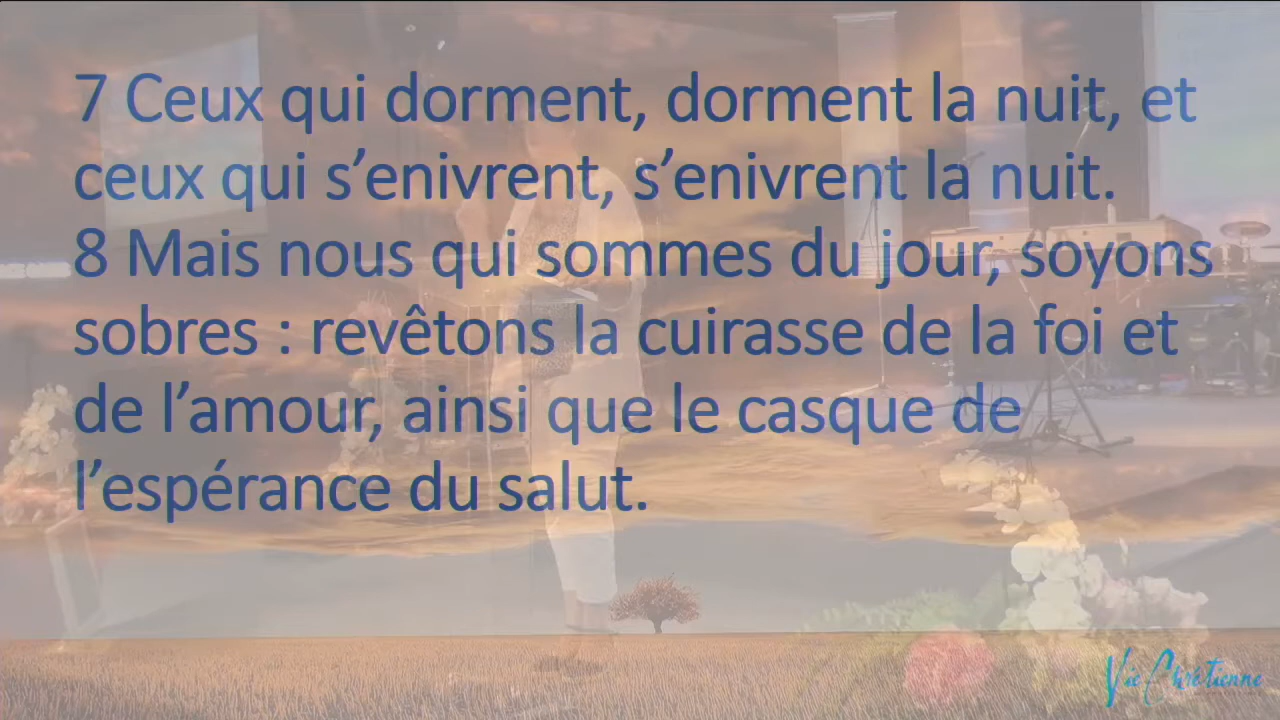 7 Ceux qui dorment, dorment la nuit, et
ceux qui s’enivrent, s’enivrent la nuit.
8 Mais nous qui sommes du jour, soyons
sobres : revêtons la cuirasse de la foi et
de l’amour, ainsi que le casque de
l’espérance du salut.
Vie Chrétienne